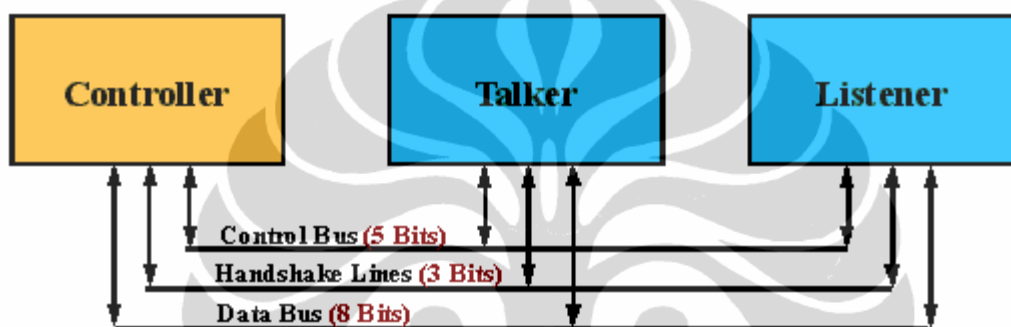 Controller
Talker
Listener
Control Bus (5 Bits)
Handshake Lines (3 Bits)
Data Bus (8 Bits)